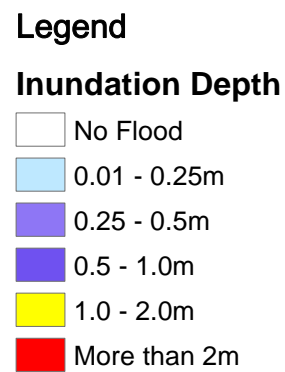 Legend
Inundation Depth
No Flood
0.01 - 0.25m
0.25 - 0.5m
0.5 - 1.0m
1.0 - 2.0m
More than 2m